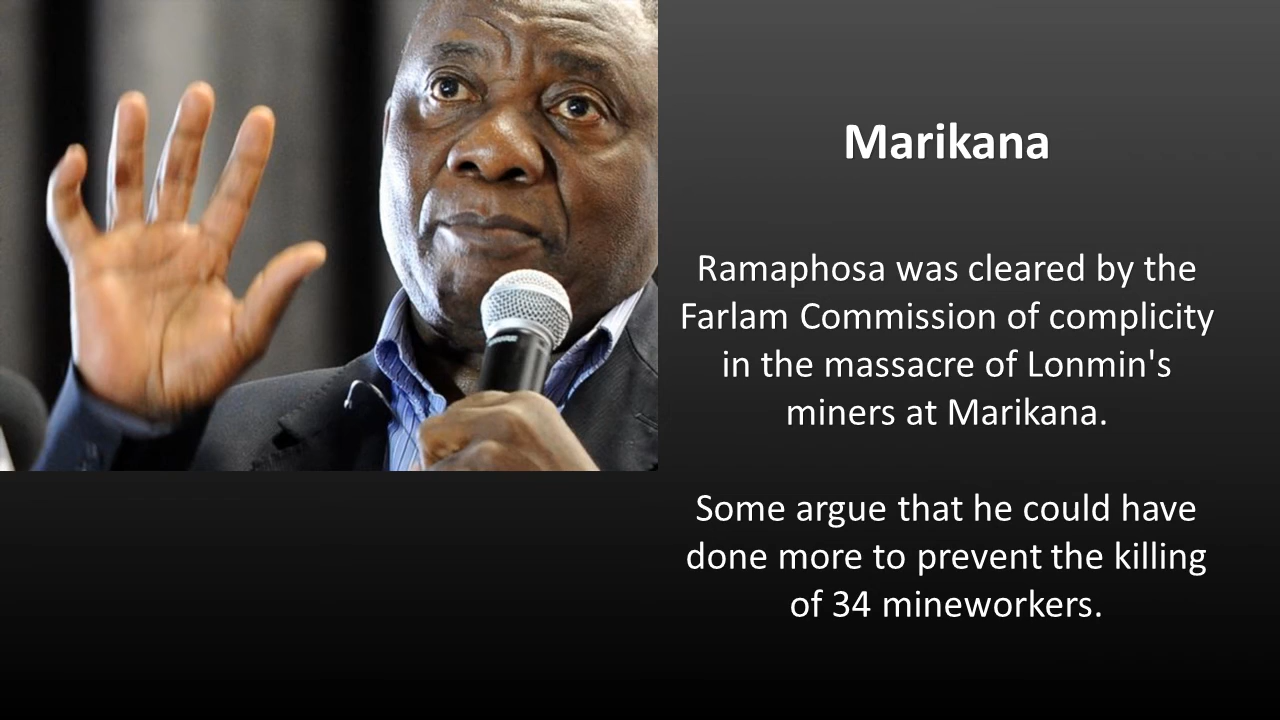 Marikana
Ramaphosa was cleared by the
Farlam Commission of complicity
in the massacre of Lonmin's
miners at Marikana.
Some argue that he could have
done more to prevent the killing
of 34 mineworkers.